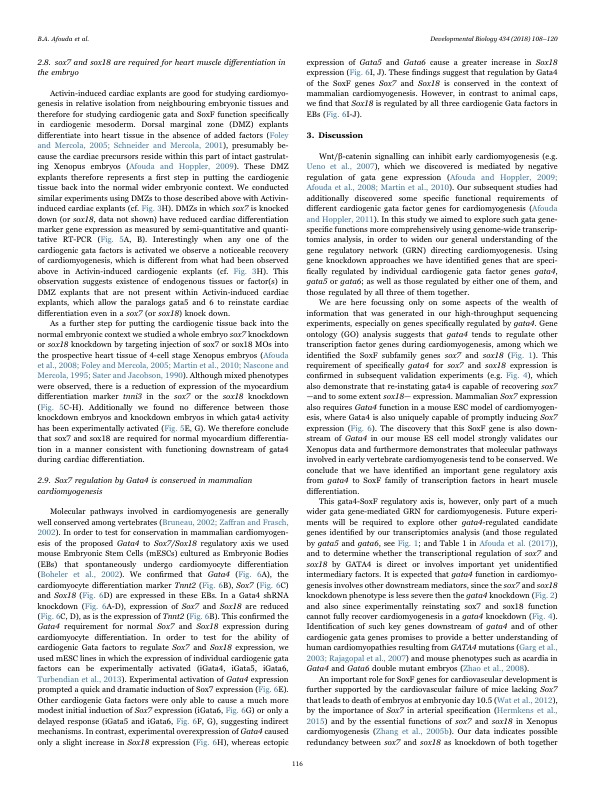 B.A. Afouda et al.
Developmental Biology 434 (2018) 108–120
2.8. sox7 and sox18 are required for heart muscle differentiation in
the embryo
Activin-induced cardiac explants are good for studying cardiomyo-
genesis in relative isolation from neighbouring embryonic tissues and
therefore for studying cardiogenic and SoxF function specifically
in cardiogenic mesoderm. Dorsal marginal zone (DMZ) explants
differentiate into heart tissue in the absence of added factors (Foley
and Mercola, 2005; Schneider and Mercola, 2001), presumably be-
cause the cardiac precursors reside within this part of intact gastrulat-
ing Xenopus embryos (Afouda and Hoppler, 2009). These DMZ
explants therefore represents a first step in putting the cardiogenic
tissue back into the normal wider embryonic context. We conducted
similar experiments using DMZs to those described above with Activin-
induced cardiac explants (cf. Fig. 3H). DMZs in which sox7 is knocked
down (or sox18, data not shown) have reduced cardiac differentiation
marker gene expression as measured by semi-quantitative and quanti-
tative RT-PCR (Fig. 5A, B). Interestingly when any one of the
cardiogenic gata factors is activated we observe a noticeable recovery
of cardiomyogenesis, which is different from what had been observed
above in Activin-induced cardiogenic explants (cf. Fig. 3H). This
observation suggests existence of endogenous tissues or factor(s) in
DMZ explants that are not present within Activin-induced cardiac
explants, which allow the paralogs gata5 and 6 to reinstate cardiac
differentiation even in a sox7 (or sox18) knock down.
As a further step for putting the cardiogenic tissue back into the
normal embryonic context we studied a whole embryo sox7 knockdown
or sox18 knockdown by targeting injection of sox7 or sox18 MOs into
the prospective heart tissue of 4-cell stage Xenopus embryos (Afouda
et al., 2008; Foley and Mercola, 2005; Martin et al., 2010; Nascone and
Mercola, 1995; Sater and Jacobson, 1990). Although mixed phenotypes
were observed, there is a reduction of expression of the myocardium
differentiation marker tnni3 in the sox7 or the sox18 knockdown
(Fig. 5C-H). Additionally we found no difference between those
knockdown embryos and knockdown embryos in which gata4 activity
has been experimentally activated (Fig. 5E, G). We therefore conclude
that sox7 and sox18 are required for normal myocardium differentia-
tion in a manner consistent with functioning downstream of gata4
during cardiac differentiation.
2.9. Sox7 regulation by Gata4 is conserved in mammalian
cardiomyogenesis
Molecular pathways involved in cardiomyogenesis are generally
well conserved among vertebrates (Bruneau, 2002; Zaffran and Frasch,
2002). In order to test for conservation in mammalian cardiomyogen-
esis of the proposed Gata4 to Sox7/Sox18 regulatory axis we used
mouse Embryonic Stem Cells (mESCs) cultured as Embryonic Bodies
(EBs) that spontaneously undergo cardiomyocyte differentiation
(Boheler et al., 2002). We confirmed that Gata4 (Fig. 6A), the
cardiomyocyte differentiation marker Tnnt2 (Fig. 6B), Sox7 (Fig. 6C)
and Sox18 (Fig. 6D) are expressed in these EBs. In a Gata4 shRNA
knockdown (Fig. 6A-D), expression of Sox7 and Sox18 are reduced
(Fig. 6C, D), as is the expression of Tnnt2 (Fig. 6B). This confirmed the
Gata4 requirement for normal Sox7 and Sox18 expression during
cardiomyocyte differentiation. In order to test for the ability of
cardiogenic Gata factors to regulate Sox7 and Sox18 expression, we
used mESC lines in which the expression of individual cardiogenic gata
factors can be experimentally activated (iGata4, iGata5, iGata6,
Turbendian et al., 2013). Experimental activation of Gata4 expression
prompted a quick and dramatic induction of Sox7 expression (Fig. 6E).
Other cardiogenic Gata factors were only able to cause a much more
modest initial induction of Sox7 expression (iGata6, Fig. 6G) or only a
delayed response (iGata5 and iGata6, Fig. 6F, G), suggesting indirect
mechanisms. In contrast, experimental overexpression of Gata4 caused
only a slight increase in Sox18 expression (Fig. 6H), whereas ectopic
expression of Gata5 and Gata6 cause a greater increase in Sox18
expression (Fig. 6I, J). These findings suggest that regulation by Gata4
of the SoxF genes Sox7 and Sox18 is conserved in the context of
mammalian cardiomyogenesis. However, in contrast to animal caps,
we find that Sox18 is regulated by all three cardiogenic Gata factors in
EBs (Fig. 6I-J).
3. Discussion
Wnt/β-catenin signalling can inhibit early cardiomyogenesis (e.g.
Ueno et al., 2007), which we discovered is mediated by negative
regulation of gata gene expression (Afouda and Hoppler, 2009;
Afouda et al., 2008; Martin et al., 2010). Our subsequent studies had
additionally discovered some specific functional requirements of
different cardiogenic gata factor genes for cardiomyogenesis (Afouda
and Hoppler, 2011). In this study we aimed to explore such gata gene-
specific functions more comprehensively using genome-wide transcrip-
tomics analysis, in order to widen our general understanding of the
gene regulatory network (GRN) directing cardiomyogenesis. Using
gene knockdown approaches we have identified genes that are speci-
fically regulated by individual cardiogenic gata factor genes gata4,
gata5 or gata6; as well as those regulated by either one of them, and
those regulated by all three of them together.
We are here focussing only on some aspects of the wealth of
information that was generated in our high-throughput sequencing
experiments, especially on genes specifically regulated by gata4. Gene
ontology (GO) analysis suggests that gata4 tends to regulate other
transcription factor genes during cardiomyogenesis, among which we
identified the SoxF subfamily genes sox7 and sox18 (Fig. 1). This
requirement of specifically gata4 for sox7 and sox18 expression is
confirmed in subsequent validation experiments (e.g. Fig. 4), which
also demonstrate that re-instating gata4 is capable of recovering sox7
—and to some extent sox18— expression. Mammalian Sox7 expression
also requires Gata4 function in a mouse ESC model of cardiomyogen-
esis, where Gata4 is also uniquely capable of promptly inducing Sox7
expression (Fig. 6). The discovery that this SoxF gene is also down-
stream of Gata4 in our mouse ES cell model strongly validates our
Xenopus data and furthermore demonstrates that molecular pathways
involved in early vertebrate cardiomyogenesis tend to be conserved. We
conclude that we have identified an important gene regulatory axis
from gata4 to SoxF family of transcription factors in heart muscle
differentiation.
This gata4-SoxF regulatory axis is, however, only part of a much
wider gata gene-mediated GRN for cardiomyogenesis. Future experi-
ments will be required to explore other gata4-regulated candidate
genes identified by our transcriptomics analysis (and those regulated
by gata5 and gata6, see Fig. 1; and Table 1 in Afouda et al. (2017)),
and to determine whether the transcriptional regulation of sox7 and
sox18 by GATA4 is direct or involves important yet unidentified
intermediary factors. It is expected that gata4 function in cardiomyo-
genesis involves other downstream mediators, since the sox7 and sox18
knockdown phenotype is less severe then the gata4 knockdown (Fig. 2)
and also since experimentally reinstating sox7 and sox18 function
cannot fully recover cardiomyogenesis in a gata4 knockdown (Fig. 4).
Identification of such key genes downstream of gata4 and of other
cardiogenic gata genes promises to provide a better understanding of
human cardiomyopathies resulting from GATA4 mutations (Garg et al.,
2003; Rajagopal et al., 2007) and mouse phenotypes such as acardia in
Gata4 and Gata6 double mutant embryos (Zhao et al., 2008).
An important role for SoxF genes for cardiovascular development is
further supported by the cardiovascular failure of mice lacking Sox7
that leads to death of embryos at embryonic day 10.5 (Wat et al., 2012),
by the importance of Sox7 in arterial specification (Hermkens et al.,
2015) and by the essential functions of sox7 and sox18 in Xenopus
cardiomyogenesis (Zhang et al., 2005b). Our data indicates possible
redundancy between sox7 and sox18 as knockdown of both together
116